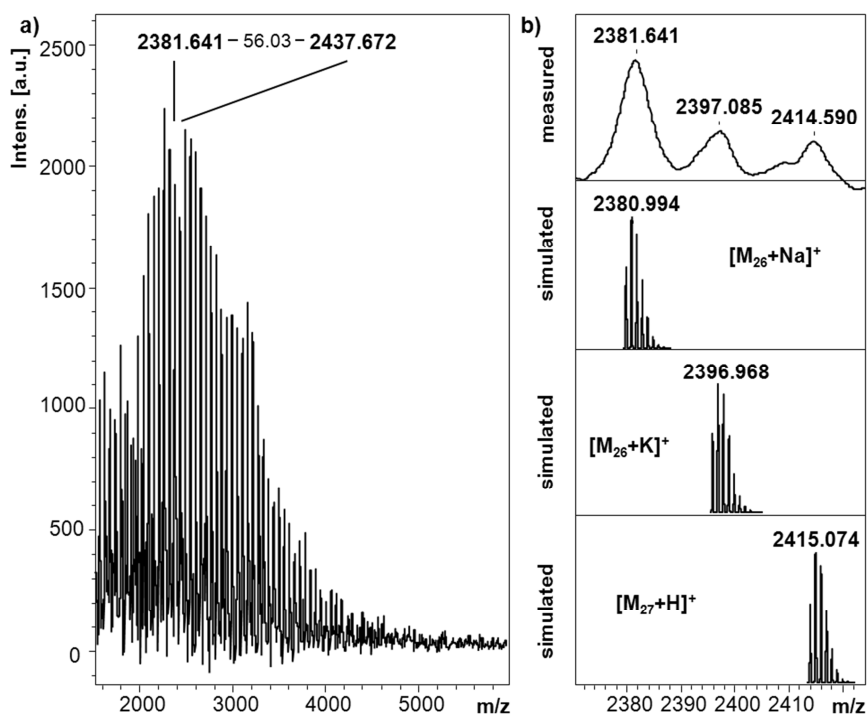 a)
2381.641 – 56.03 – 2437.672
Intens. [a.u.]
2500
2000
1500
1000
500
0
2000 3000 4000 5000 m/z
b)
measured
2381.641
2397.085
2414.590
simulated
2380.994
[M₂₆+Na]⁺
simulated
2396.968
[M₂₆+K]⁺
simulated
2415.074
[M₂₇+H]⁺
2380 2390 2400 2410 m/z